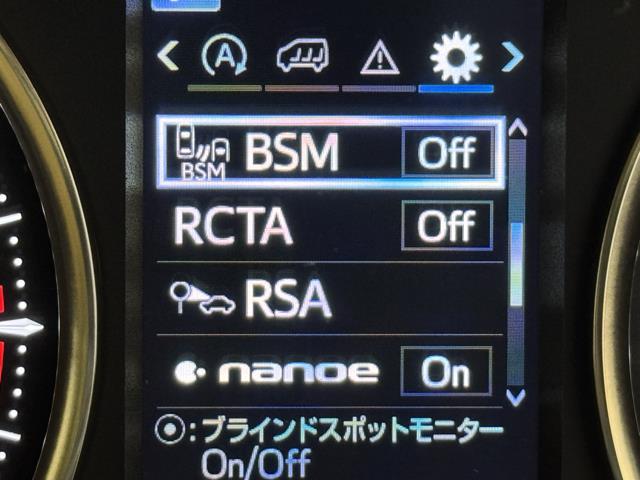 A
BSM BSM Off
RCTA Off
RSA
nanoe On
⊙:ブラインドスポットモニター
On/Off